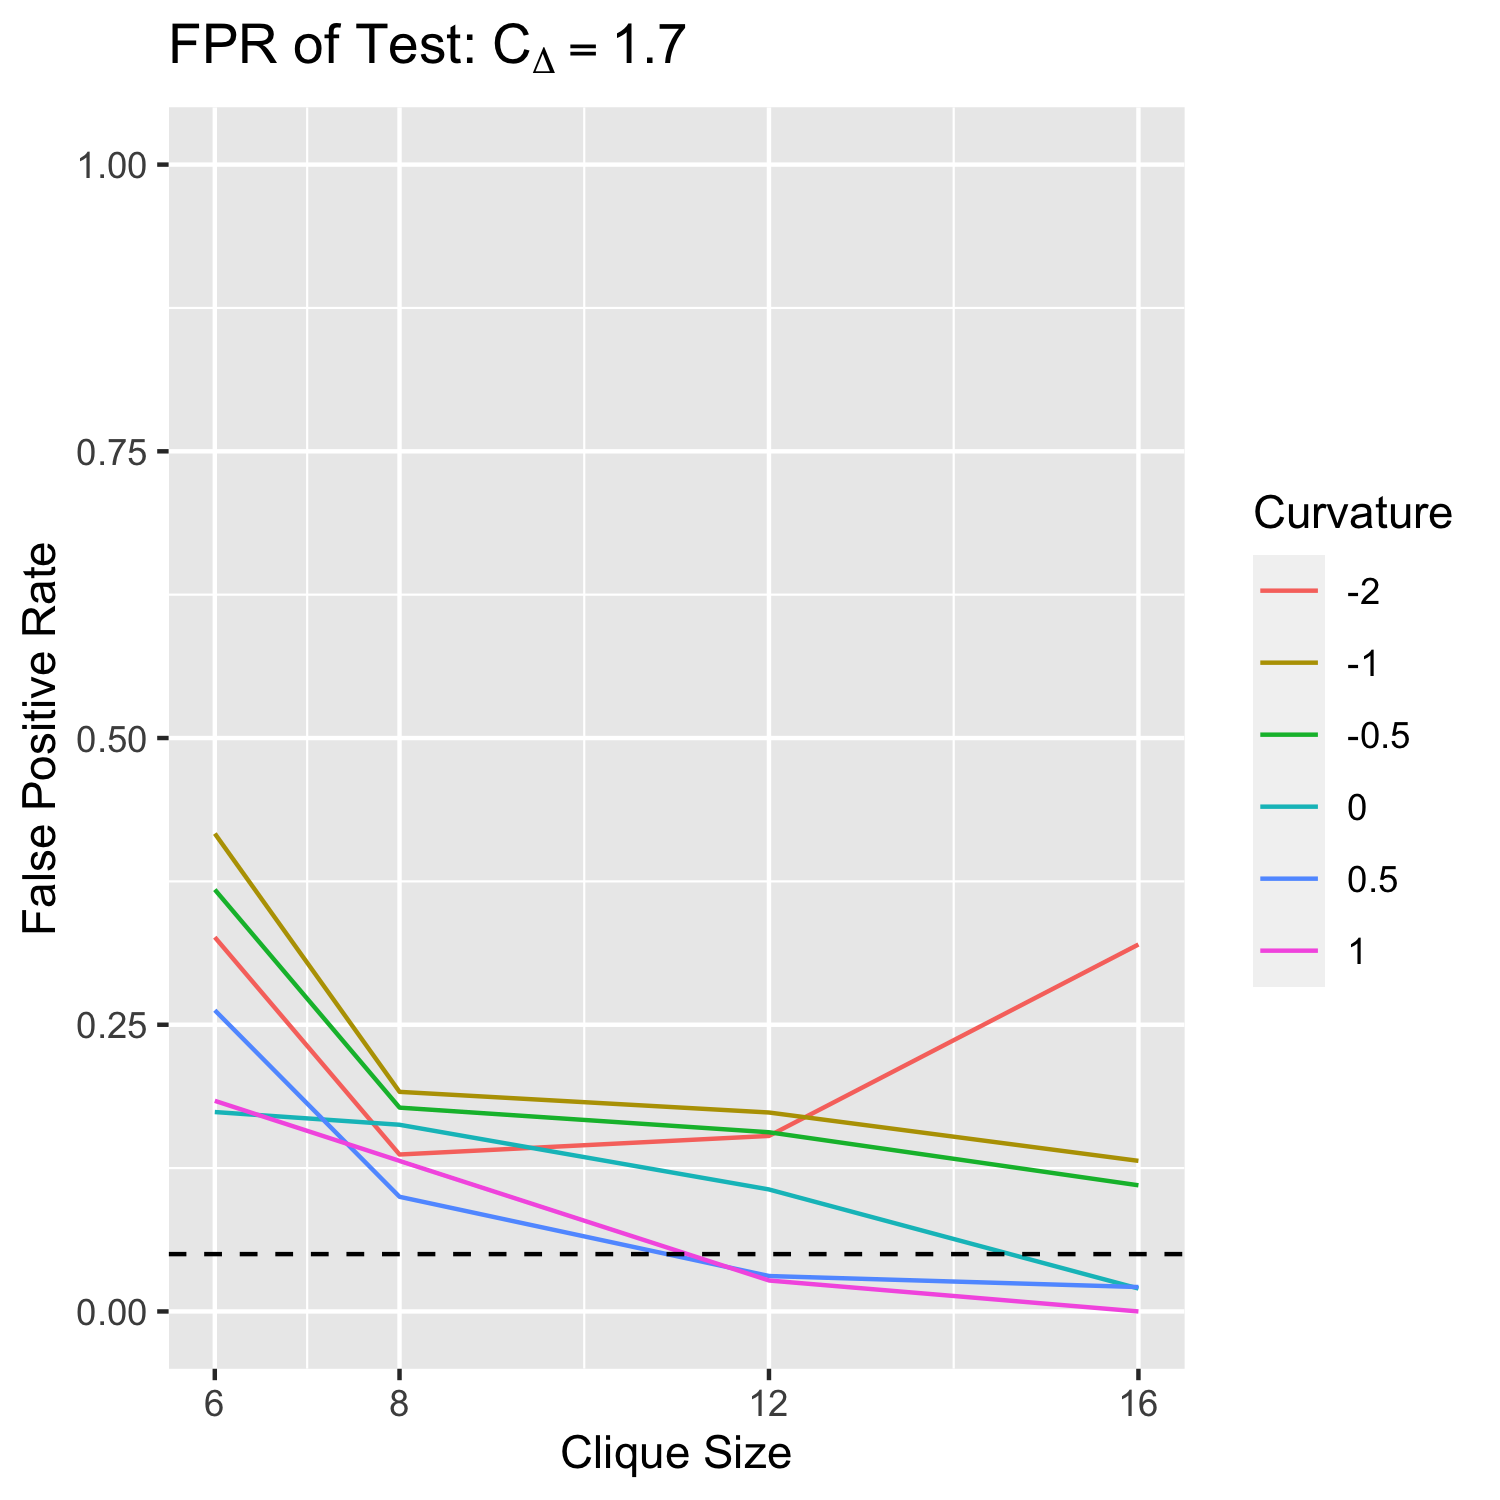 FPR of Test: C_Δ = 1.7
1.00
0.75
0.50
0.25
0.00
False Positive Rate
6 8 12 16
Clique Size
Curvature
-2
-1
-0.5
0
0.5
1